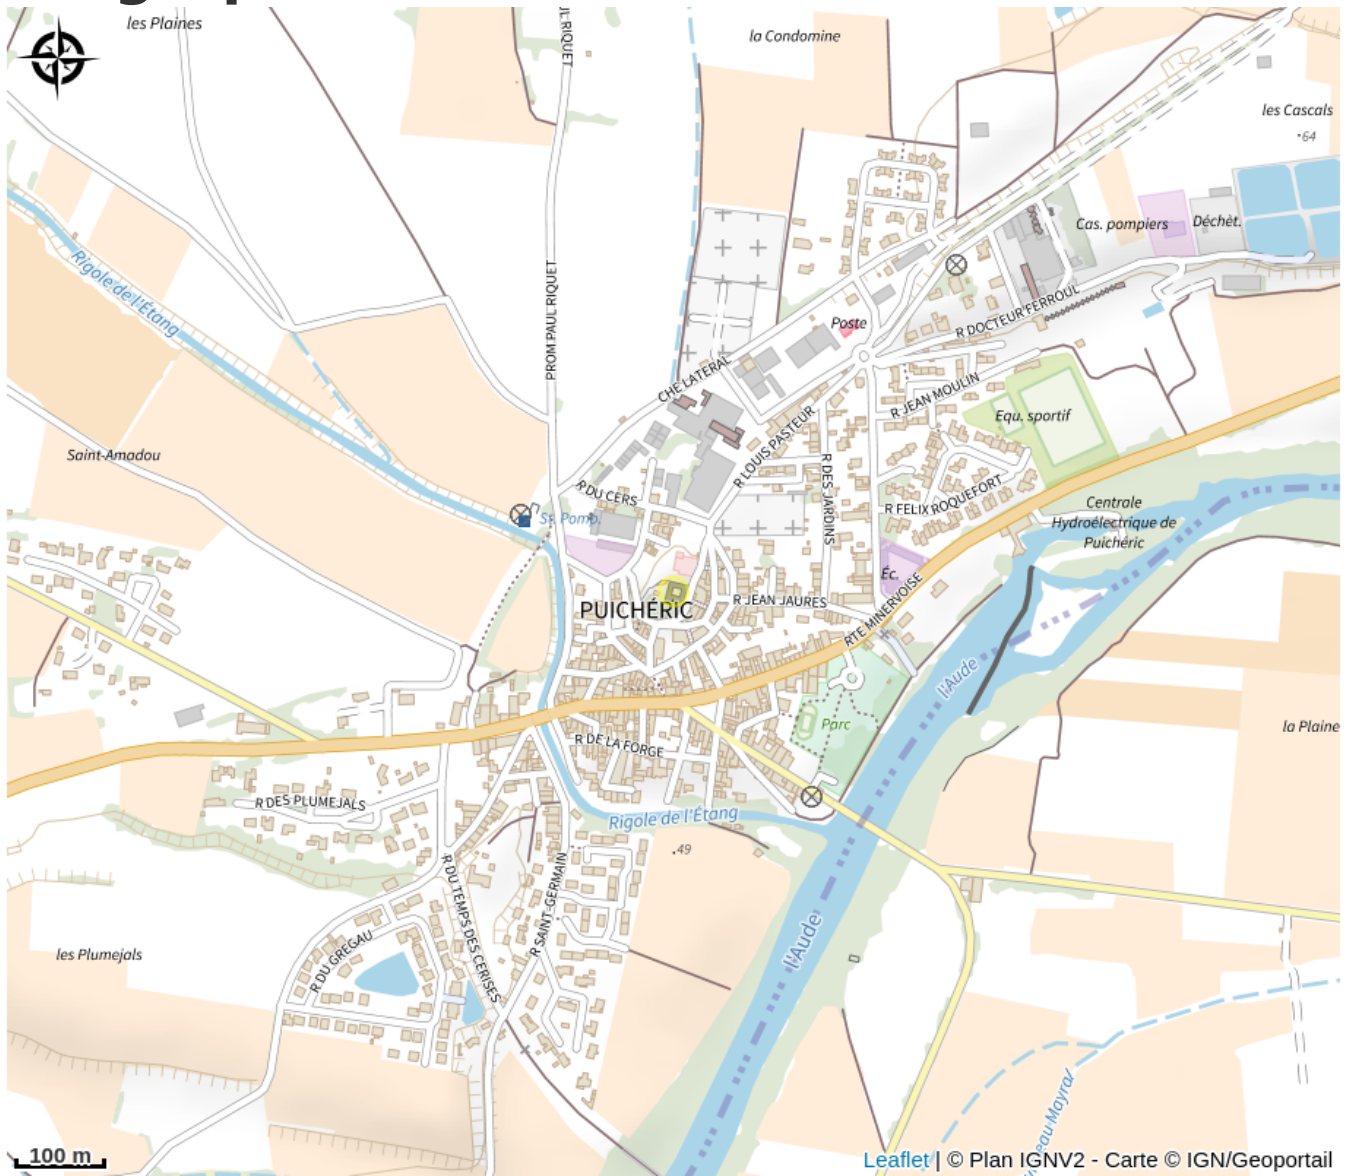 les Plaines
la Condomine
UL RIQUET
les Cascals
64
Cas. pompiers
Déchèt.
Rigole de l'Étang
PROM PAUL RIQUET
Poste
R DOCTEUR FERROUL
CHE LATERAL
R JEAN MOULIN
Equ. sportif
R LOUIS PASTEUR
Saint-Amadou
R DES JARDINS
R DU CERS
R FELIX ROQUEFORT
Centrale
Hydroélectrique de
Puichéric
St. Pomp.
Éc.
PUICHÉRIC
R JEAN JAURES
RTE MINERVOISE
l'Aude
Parc
la Plaine
R DE LA FORGE
R DES PLUMEJALS
Rigole de l'Étang
49
R DU TEMPS DES CERISES
R SAINT-GERMAIN
les Plumejals
R DU GREGAU
l'Aude
eau Mayral
100 m
Leaflet | © Plan IGNV2 - Carte © IGN/Geoportail